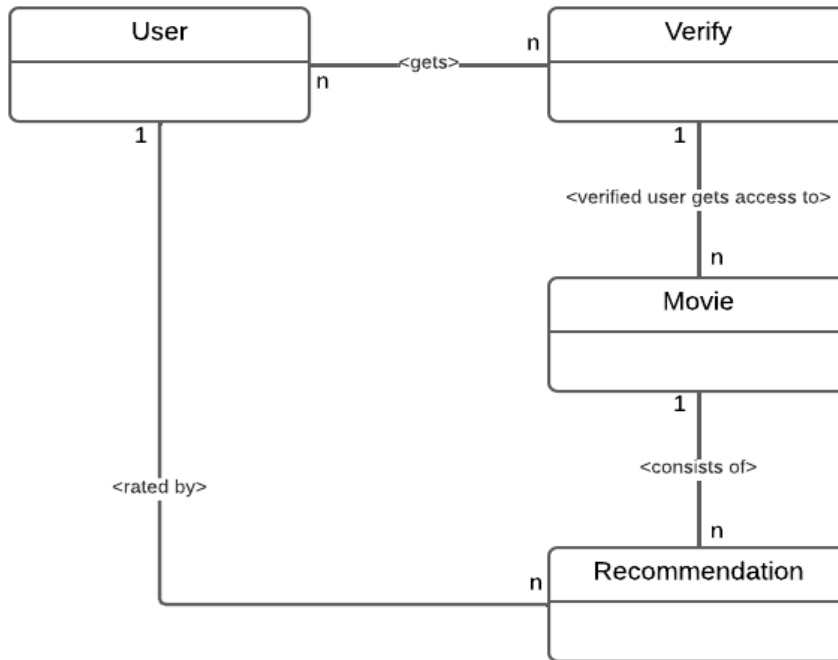 User
Verify
n
<gets>
n
1
1
<verified user gets access to>
n
Movie
1
<consists of>
<rated by>
n
Recommendation
n